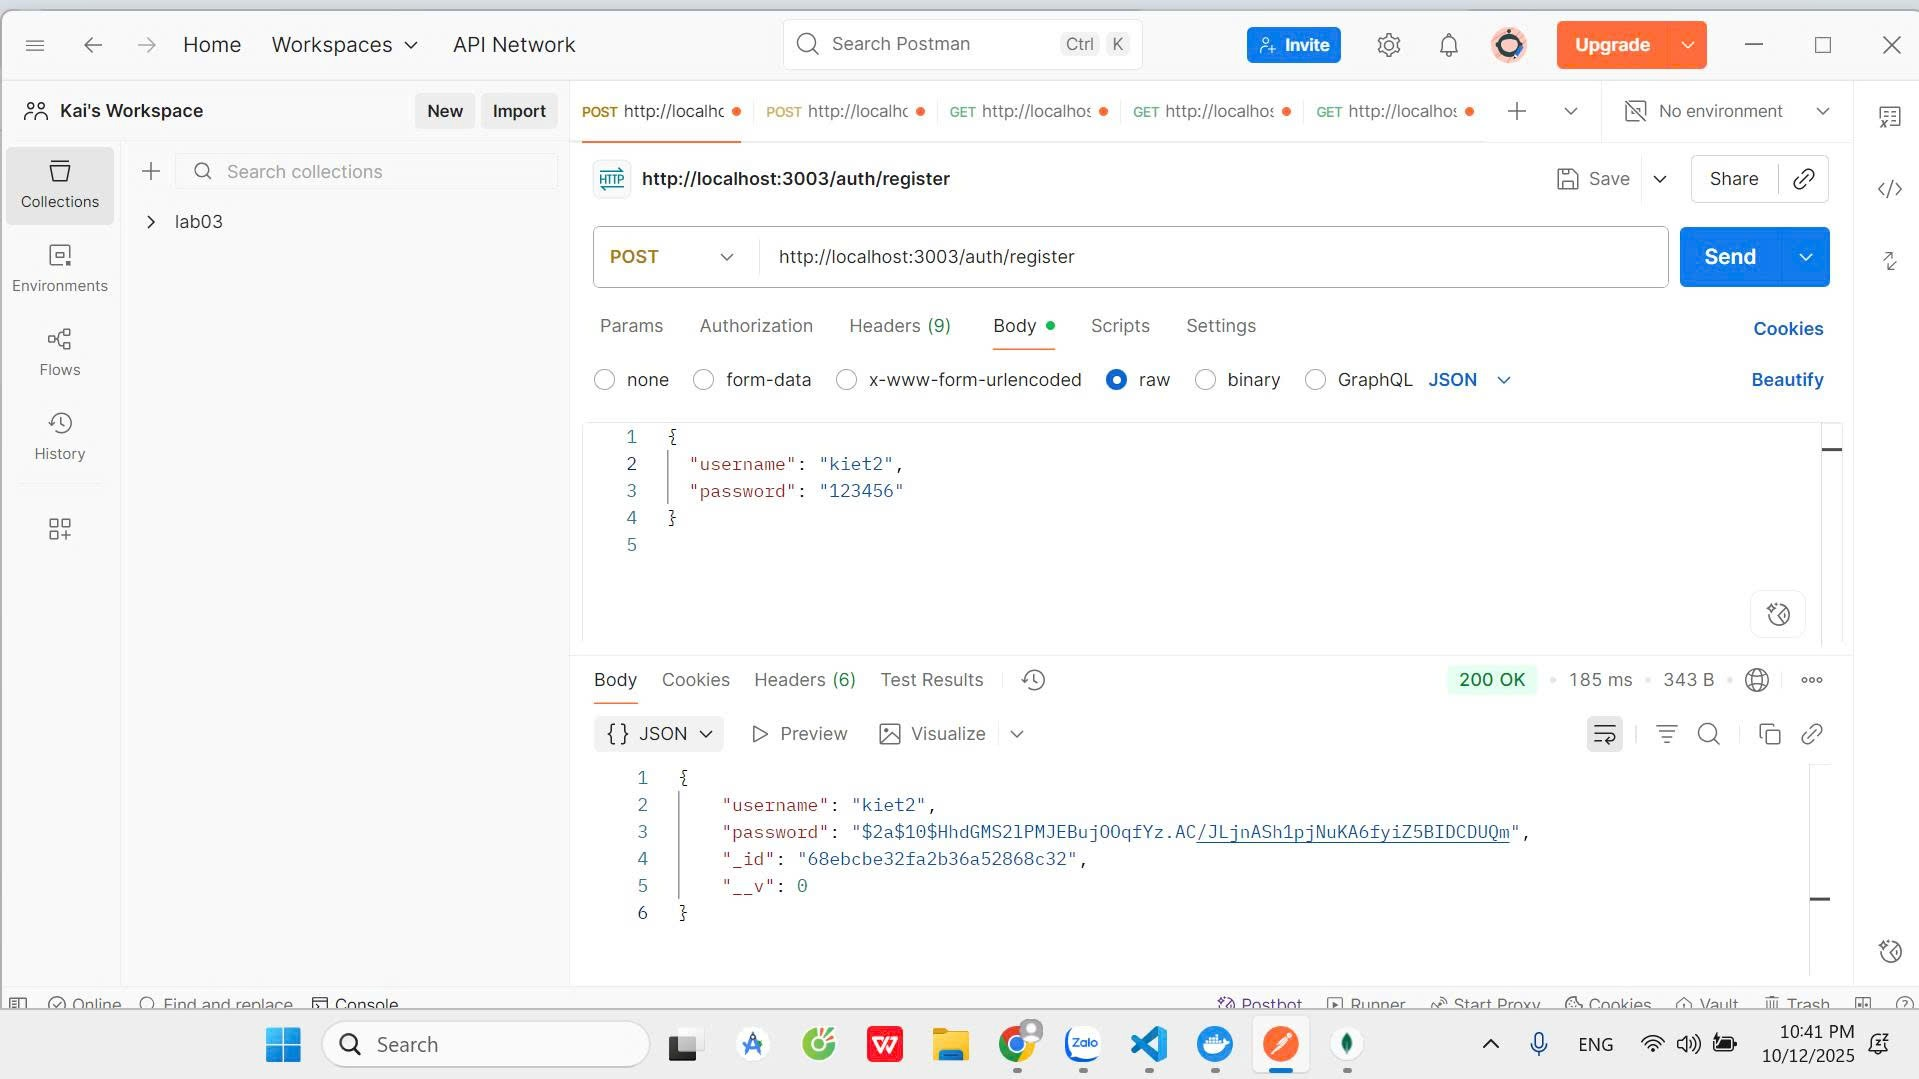 Home Workspaces API Network Search Postman Ctrl K Invite Upgrade
Kai's Workspace New Import POST http://localhc POST http://localhc GET http://localhos GET http://localhos GET http://localhos No environment
Collections
Search collections
lab03
Environments
Flows
History
HTTP http://localhost:3003/auth/register Save Share
POST http://localhost:3003/auth/register Send
Params Authorization Headers (9) Body Scripts Settings Cookies
none form-data x-www-form-urlencoded raw binary GraphQL JSON Beautify
1 {
2 "username": "kiet2",
3 "password": "123456"
4 }
5
Body Cookies Headers (6) Test Results 200 OK 185 ms 343 B
{} JSON Preview Visualize
1 {
2 "username": "kiet2",
3 "password": "$2a$10$HhdGMS2lPMJEBujOOqfYz.AC/JLjnASh1pjNuKA6fyiZ5BIDCDUQm",
4 "_id": "68ebcbe32fa2b36a52868c32",
5 "__v": 0
6 }
Online Find and replace Console Postbot Runner Start Proxy Cookies Vault Trash
Search Zalo ENG 10:41 PM
10/12/2025